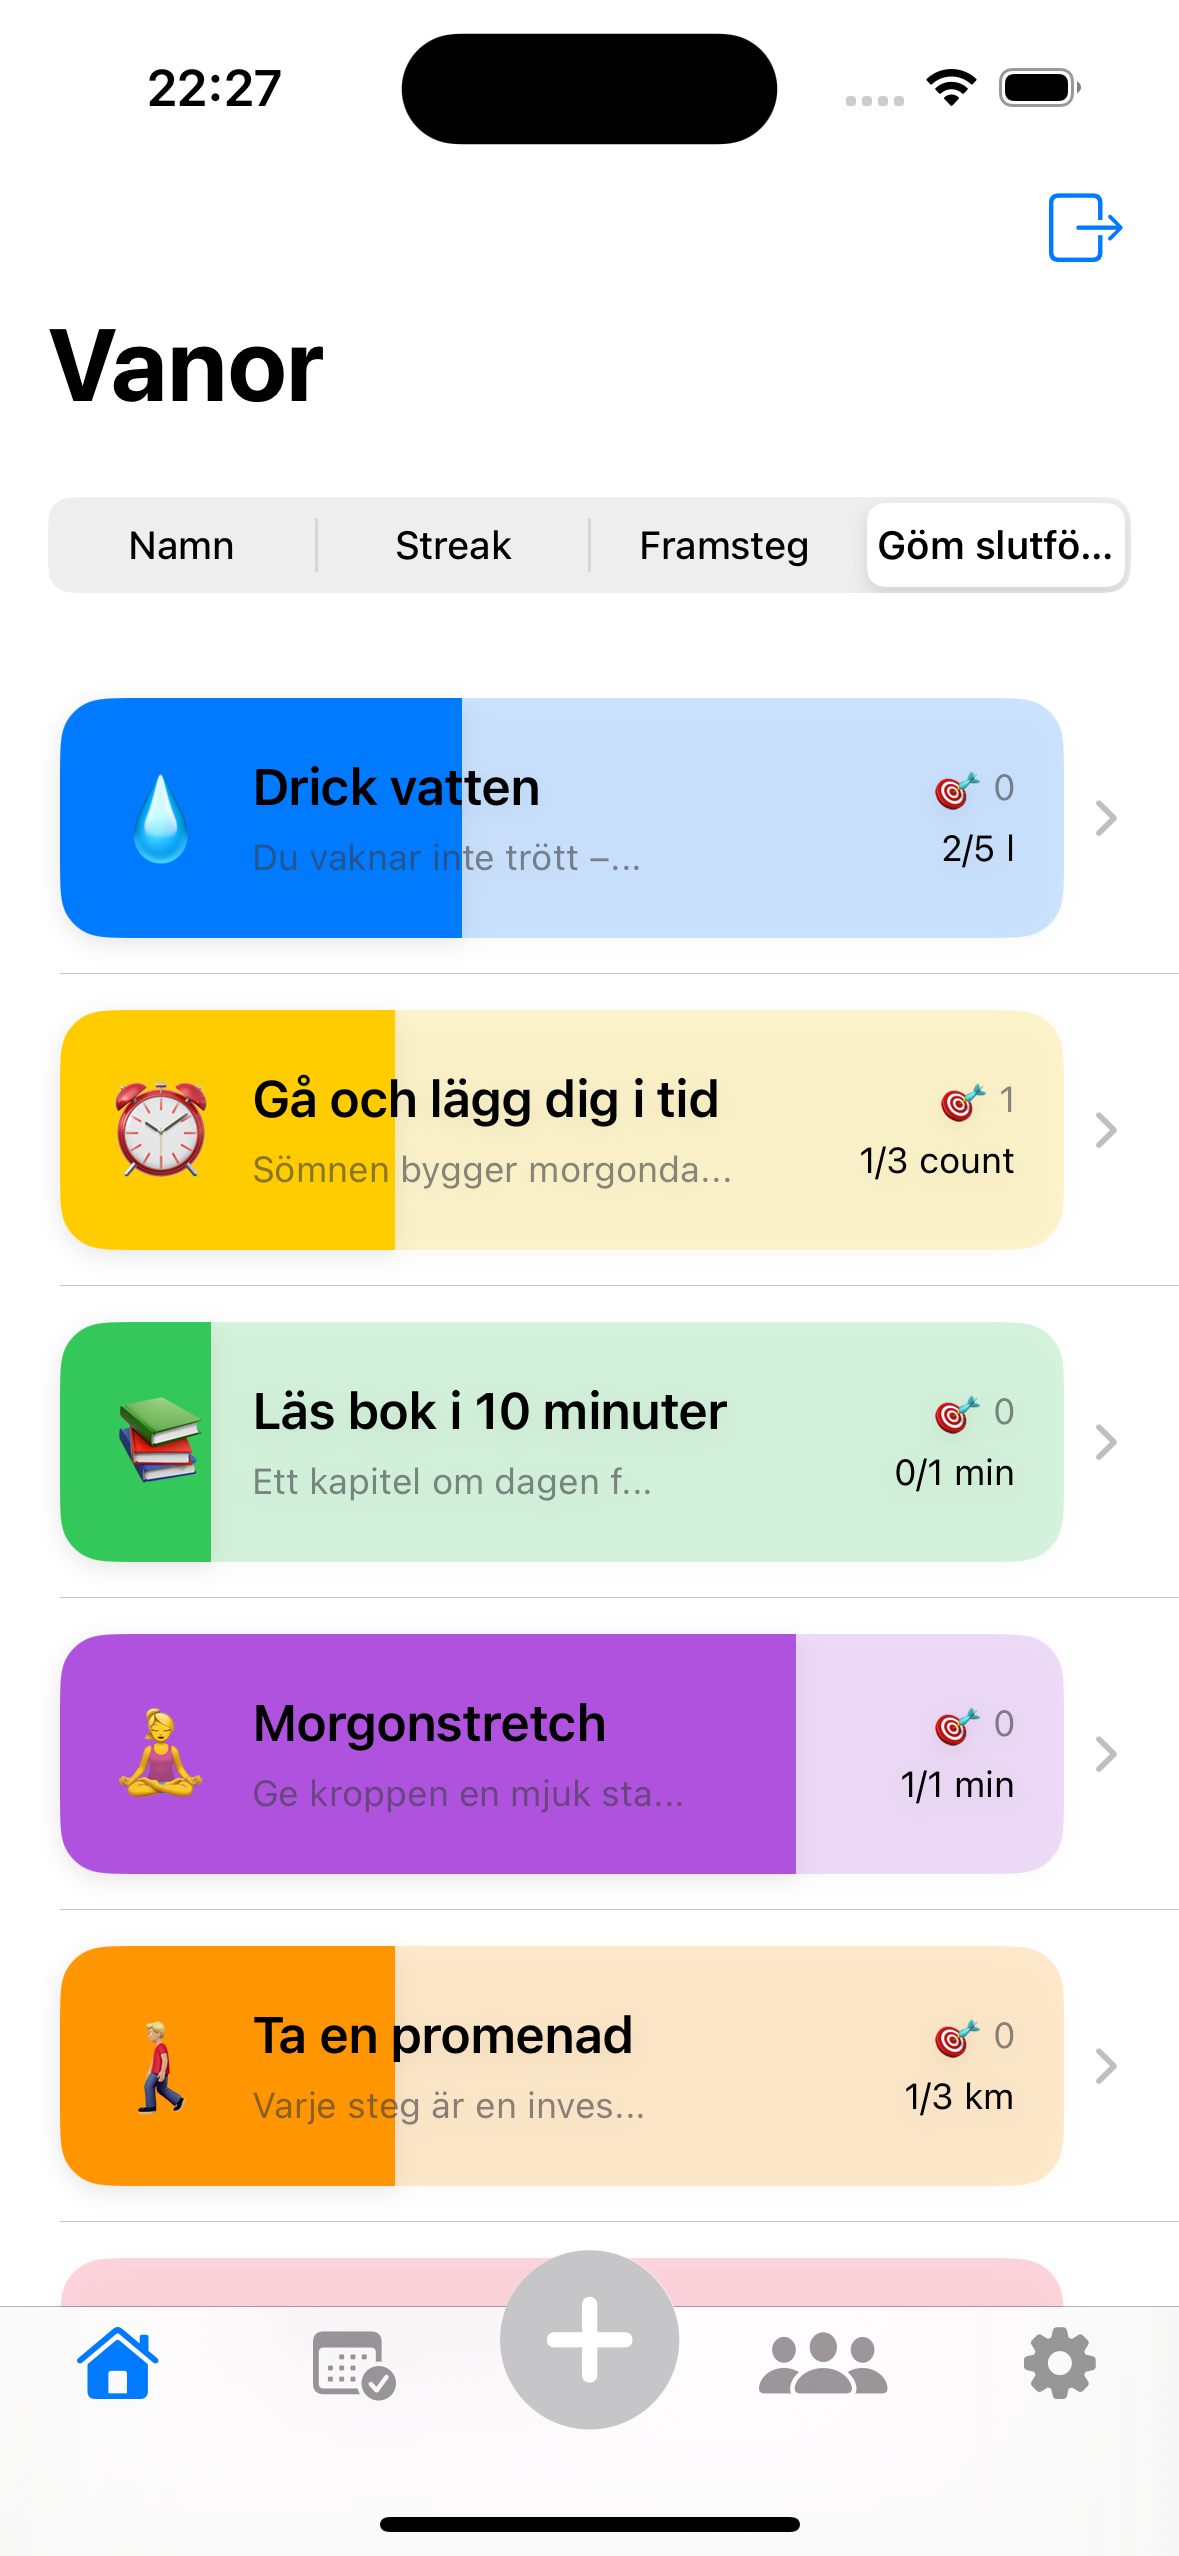 22:27
Vanor
Namn
Streak
Framsteg
Göm slutfö...
Drick vatten
0
Du vaknar inte trött –...
2/5 l
Gå och lägg dig i tid
1
Sömnen bygger morgonda...
1/3 count
Läs bok i 10 minuter
0
Ett kapitel om dagen f...
0/1 min
Morgonstretch
0
Ge kroppen en mjuk sta...
1/1 min
Ta en promenad
0
Varje steg är en inves...
1/3 km